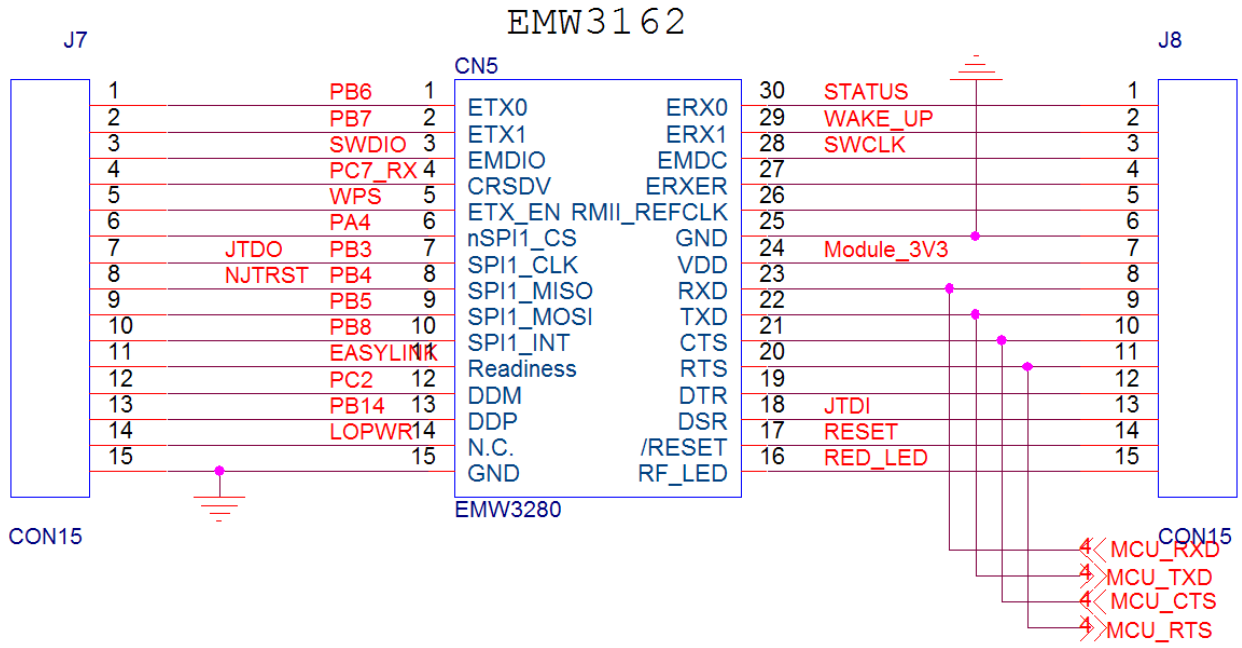 EMW3162
J7 J8
CN5
1 PB6 1 ETX0 ERX0 30 STATUS 1
2 PB7 2 ETX1 ERX1 29 WAKE_UP 2
3 SWDIO 3 EMDIO EMDC 28 SWCLK 3
4 PC7_RX 4 CRSDV ERXER 27 4
5 WPS 5 ETX_EN RMII_REFCLK 26 5
6 PA4 6 nSPI1_CS GND 25 6
7 JTDO PB3 7 SPI1_CLK VDD 24 Module_3V3 7
8 NJTRST PB4 8 SPI1_MISO RXD 23 8
9 PB5 9 SPI1_MOSI TXD 22 9
10 PB8 10 SPI1_INT CTS 21 10
11 EASYLINK 11 Readiness RTS 20 11
12 PC2 12 DDM DTR 19 12
13 PB14 13 DDP DSR 18 JTDI 13
14 LOPWR 14 N.C. /RESET 17 RESET 14
15 15 GND RF_LED 16 RED_LED 15
EMW3280
CON15 CON15
4 MCU_RXD
4 MCU_TXD
4 MCU_CTS
4 MCU_RTS